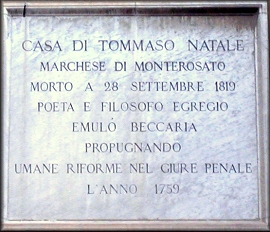 CASA DI TOMMASO NATALE
MARCHESE DI MONTEROSATO
MORTO A 28 SETTEMBRE 1819
POETA E FILOSOFO EGREGIO
EMULÒ BECCARIA
PROPUGNANDO
UMANE RIFORME NEL GIURE PENALE
L'ANNO 1759